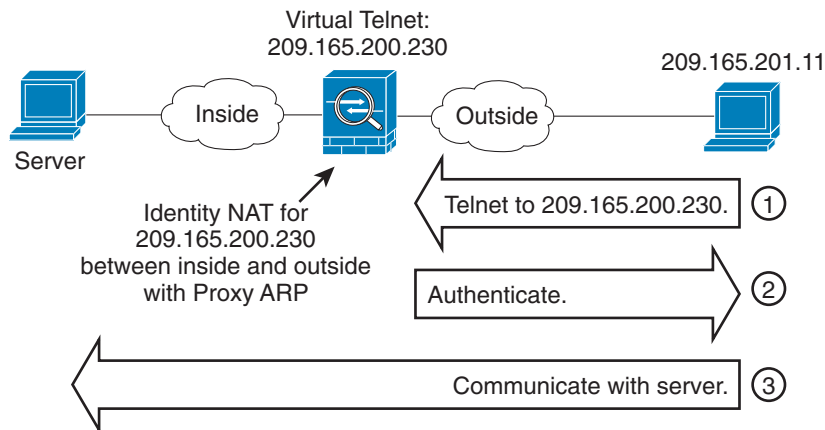 Virtual Telnet:
209.165.200.230
209.165.201.11
Inside
Outside
Server
Identity NAT for
209.165.200.230
between inside and outside
with Proxy ARP
Telnet to 209.165.200.230.
1
Authenticate.
2
Communicate with server.
3